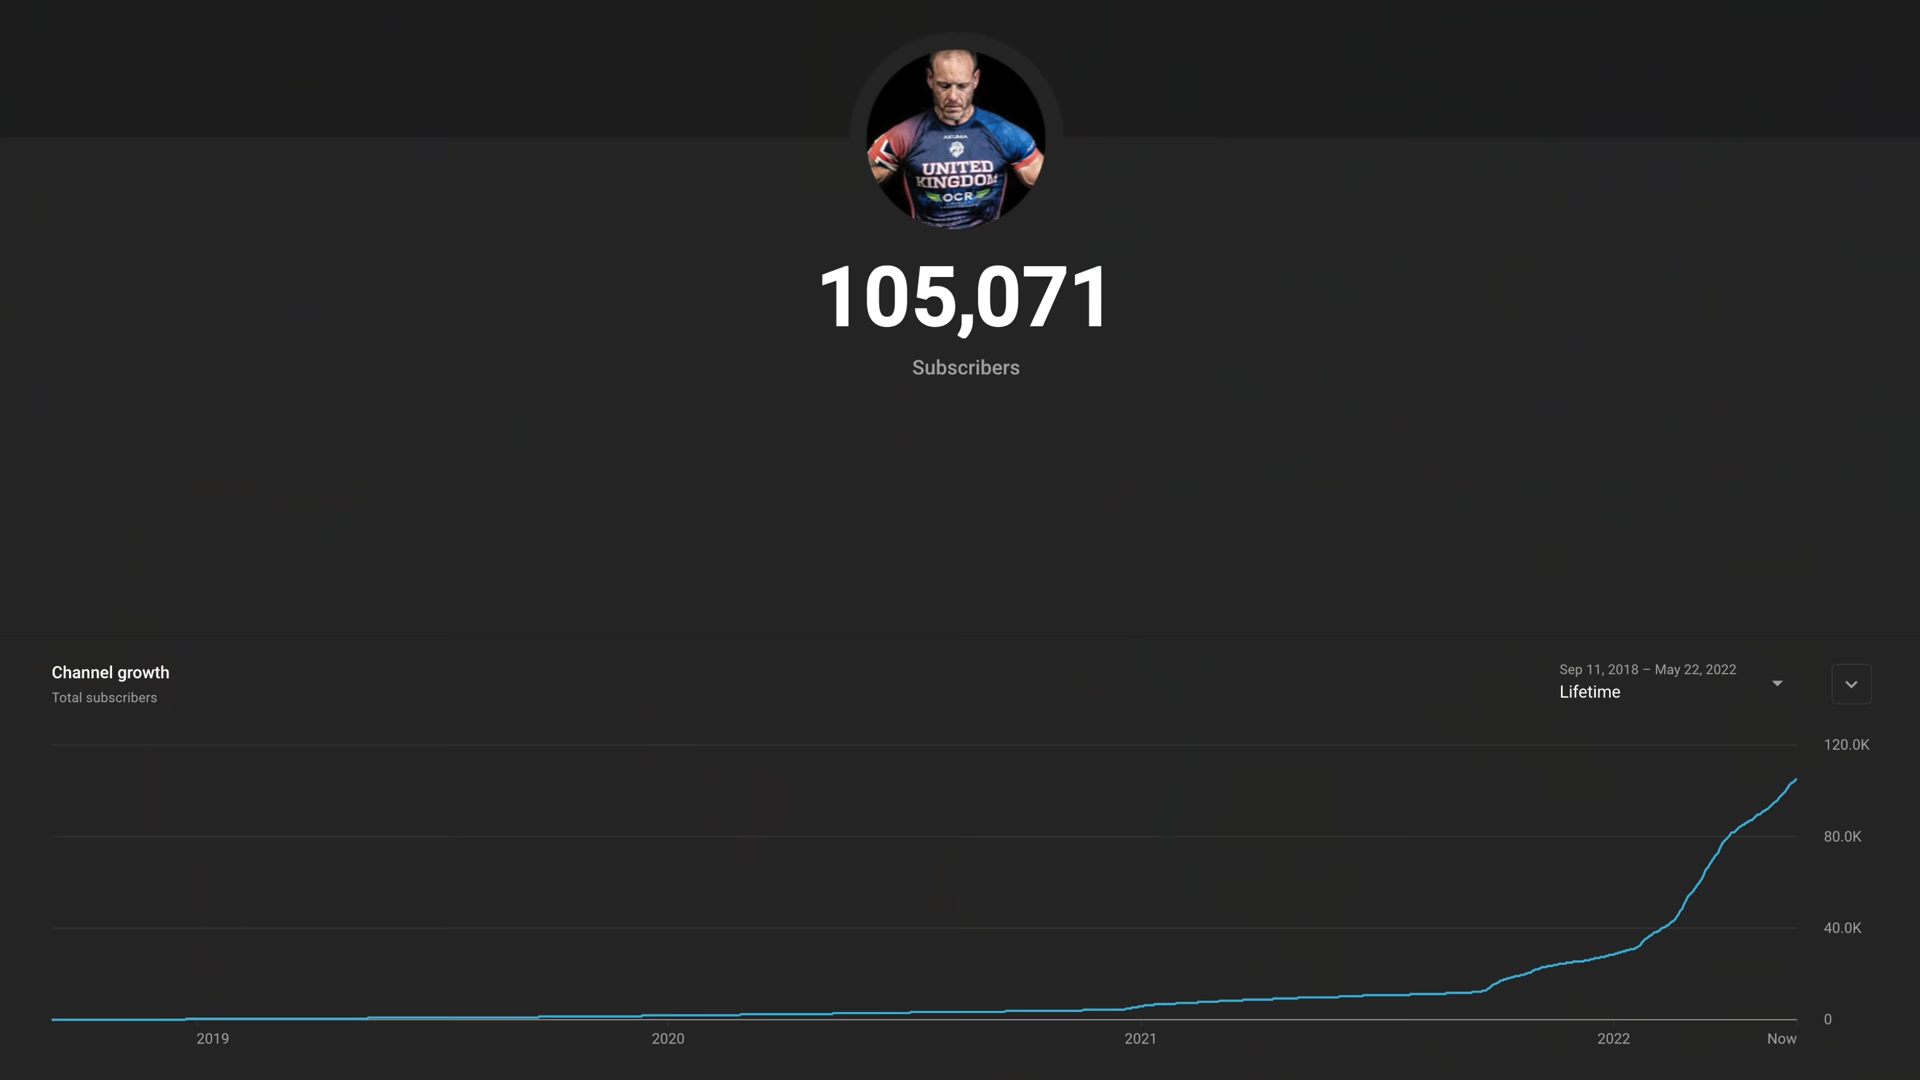 AKUMA
UNITED
KINGDOM
OCR
105,071
Subscribers
Channel growth
Total subscribers
Sep 11, 2018 – May 22, 2022
Lifetime
120.0K
80.0K
40.0K
0
2019 2020 2021 2022 Now